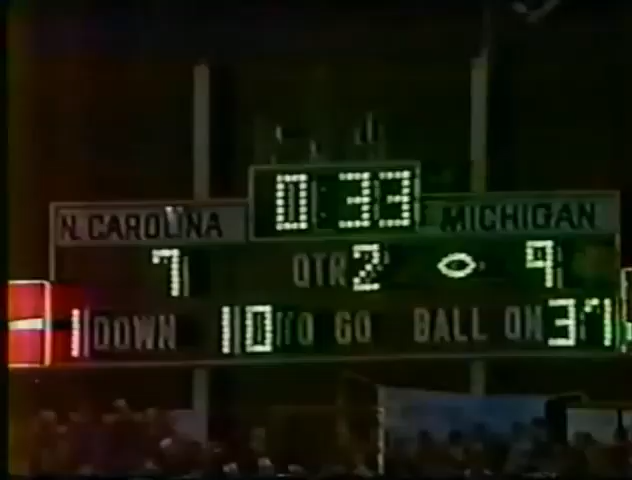 0:33
N. CAROLINA MICHIGAN
7 QTR 2 9
1 DOWN 10 TO GO BALL ON 37